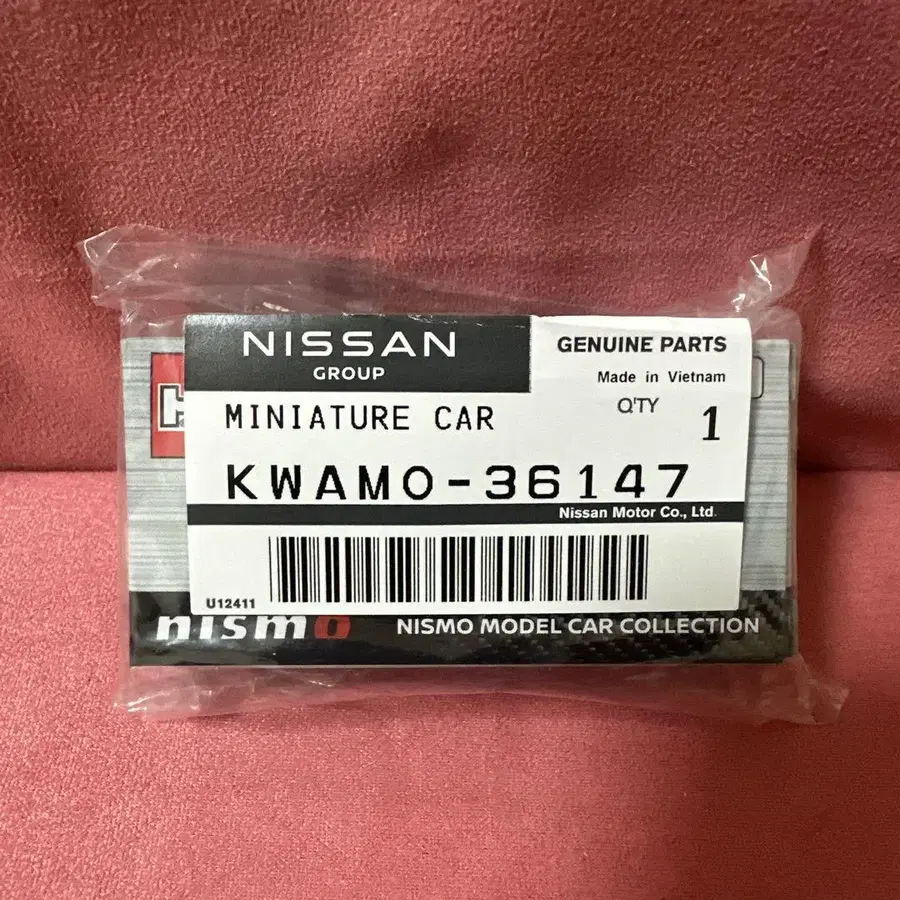 NISSAN
GROUP
GENUINE PARTS
Made in Vietnam
Q'TY 1
MINIATURE CAR
KWAMO-36147
Nissan Motor Co., Ltd.
U12411
nismo NISMO MODEL CAR COLLECTION